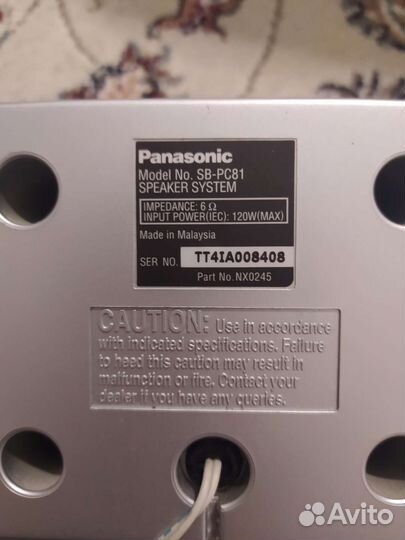 Panasonic
Model No. SB-PC81
SPEAKER SYSTEM
IMPEDANCE: 6 Ω
INPUT POWER(IEC): 120W(MAX)
Made in Malaysia
SER NO. TT4IA008408
Part No.NX0245
CAUTION: Use in accordance
with indicated specifications. Failure
to heed this caution may result in
malfunction or fire. Contact your
dealer if you have any queries.
Avito